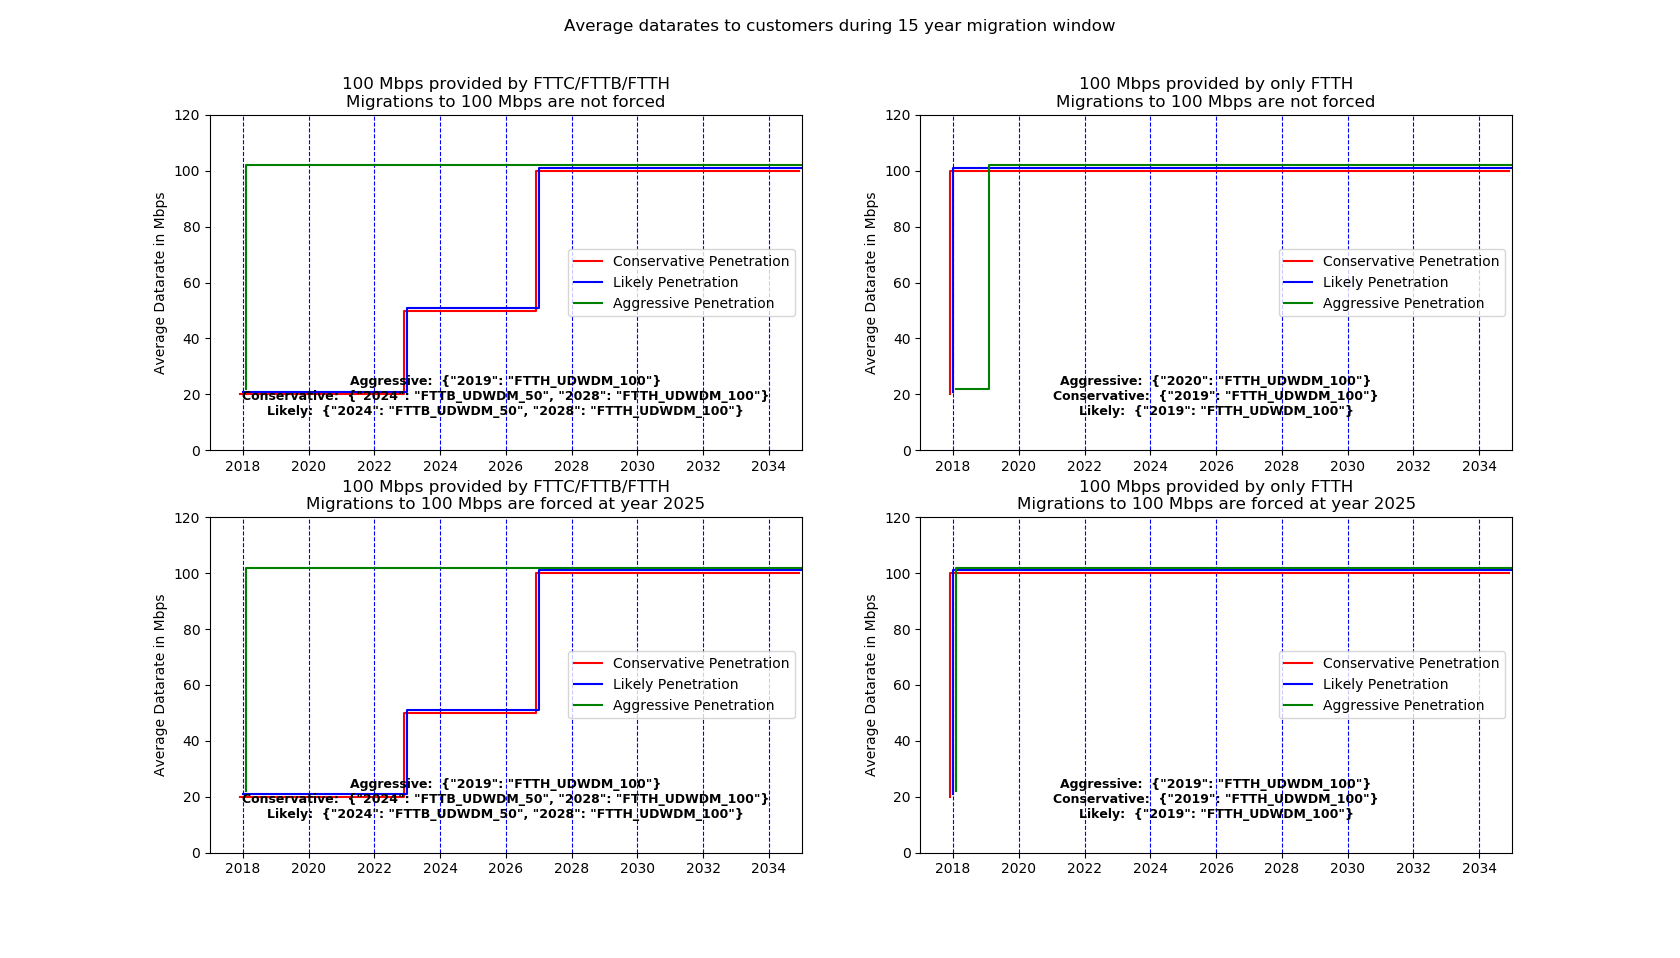 Average datarates to customers during 15 year migration window
100 Mbps provided by FTTC/FTTB/FTTH
Migrations to 100 Mbps are not forced
120
100
80
60
40
20
0
Average Datarate in Mbps
Conservative Penetration
Likely Penetration
Aggressive Penetration
Aggressive:  {"2019": "FTTH_UDWDM_100"}
Conservative:  {"2024": "FTTB_UDWDM_50", "2028": "FTTH_UDWDM_100"}
Likely:  {"2024": "FTTB_UDWDM_50", "2028": "FTTH_UDWDM_100"}
2018 2020 2022 2024 2026 2028 2030 2032 2034
100 Mbps provided by only FTTH
Migrations to 100 Mbps are not forced
120
100
80
60
40
20
0
Average Datarate in Mbps
Conservative Penetration
Likely Penetration
Aggressive Penetration
Aggressive:  {"2020": "FTTH_UDWDM_100"}
Conservative:  {"2019": "FTTH_UDWDM_100"}
Likely:  {"2019": "FTTH_UDWDM_100"}
2018 2020 2022 2024 2026 2028 2030 2032 2034
100 Mbps provided by FTTC/FTTB/FTTH
Migrations to 100 Mbps are forced at year 2025
120
100
80
60
40
20
0
Average Datarate in Mbps
Conservative Penetration
Likely Penetration
Aggressive Penetration
Aggressive:  {"2019": "FTTH_UDWDM_100"}
Conservative:  {"2024": "FTTB_UDWDM_50", "2028": "FTTH_UDWDM_100"}
Likely:  {"2024": "FTTB_UDWDM_50", "2028": "FTTH_UDWDM_100"}
2018 2020 2022 2024 2026 2028 2030 2032 2034
100 Mbps provided by only FTTH
Migrations to 100 Mbps are forced at year 2025
120
100
80
60
40
20
0
Average Datarate in Mbps
Conservative Penetration
Likely Penetration
Aggressive Penetration
Aggressive:  {"2019": "FTTH_UDWDM_100"}
Conservative:  {"2019": "FTTH_UDWDM_100"}
Likely:  {"2019": "FTTH_UDWDM_100"}
2018 2020 2022 2024 2026 2028 2030 2032 2034